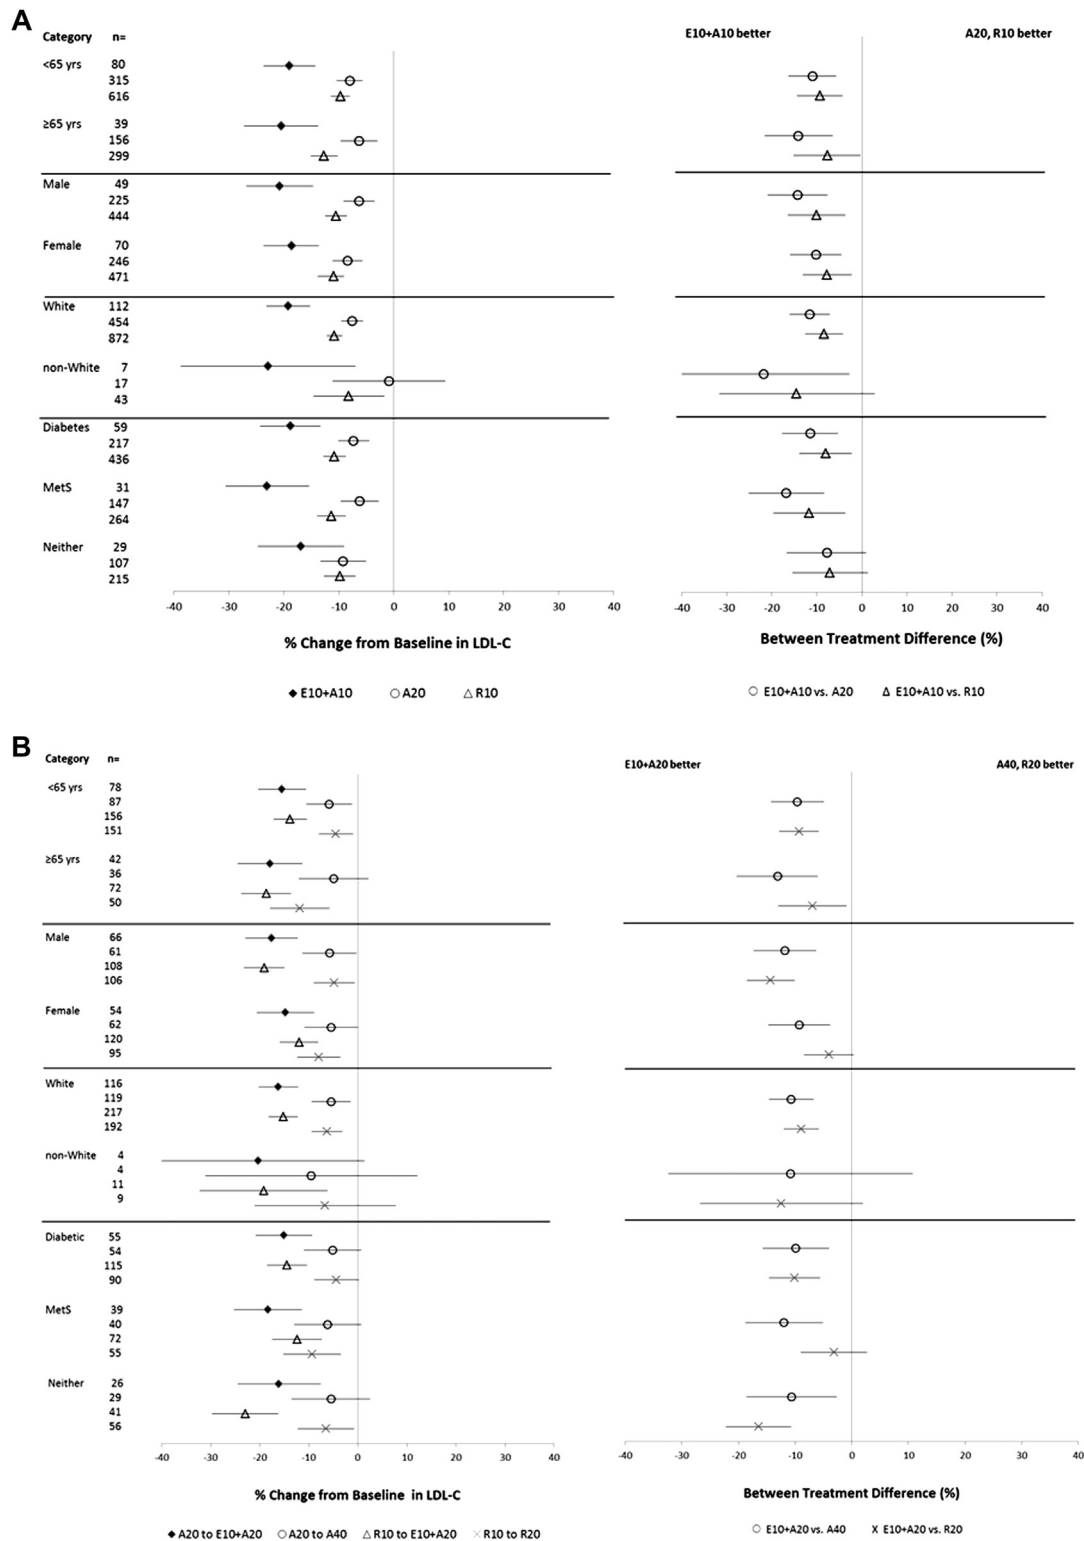 A
Category n=
E10+A10 better A20, R10 better
<65 yrs 80
315
616
≥65 yrs 39
156
299
Male 49
225
444
Female 70
246
471
White 112
454
872
non-White 7
17
43
Diabetes 59
217
436
MetS 31
147
264
Neither 29
107
215
-40 -30 -20 -10 0 10 20 30 40
-40 -30 -20 -10 0 10 20 30 40
% Change from Baseline in LDL-C
Between Treatment Difference (%)
E10+A10 A20 R10
E10+A10 vs. A20 E10+A10 vs. R10
B
Category n=
E10+A20 better A40, R20 better
<65 yrs 78
87
156
151
≥65 yrs 42
36
72
50
Male 66
61
108
106
Female 54
62
120
95
White 116
119
217
192
non-White 4
4
11
9
Diabetic 55
54
115
90
MetS 39
40
72
55
Neither 26
29
41
56
-40 -30 -20 -10 0 10 20 30 40
-40 -30 -20 -10 0 10 20 30 40
% Change from Baseline in LDL-C
Between Treatment Difference (%)
A20 to E10+A20 A20 to A40 R10 to E10+A20 R10 to R20
E10+A20 vs. A40 X E10+A20 vs. R20